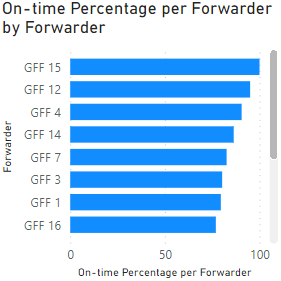 On-time Percentage per Forwarder
by Forwarder
Forwarder
GFF 15
GFF 12
GFF 4
GFF 14
GFF 7
GFF 3
GFF 1
GFF 16
0 50 100
On-time Percentage per Forwarder